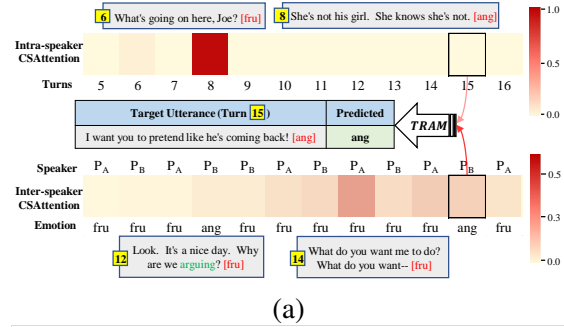 6 What's going on here, Joe? [fru]
8 She's not his girl. She knows she's not. [ang]
1.0
Intra-speaker
CSAttention
0.5
0.0
Turns 5 6 7 8 9 10 11 12 13 14 15 16
Target Utterance (Turn 15) Predicted
I want you to pretend like he's coming back! [ang] ang
TRAM
Speaker P_A P_B P_A P_B P_A P_B P_A P_A P_B P_A P_B P_A
0.5
Inter-speaker
CSAttention
0.3
0.0
Emotion fru fru fru ang fru fru fru fru fru fru ang fru
12 Look. It's a nice day. Why
are we arguing? [fru]
14 What do you want me to do?
What do you want-- [fru]
(a)